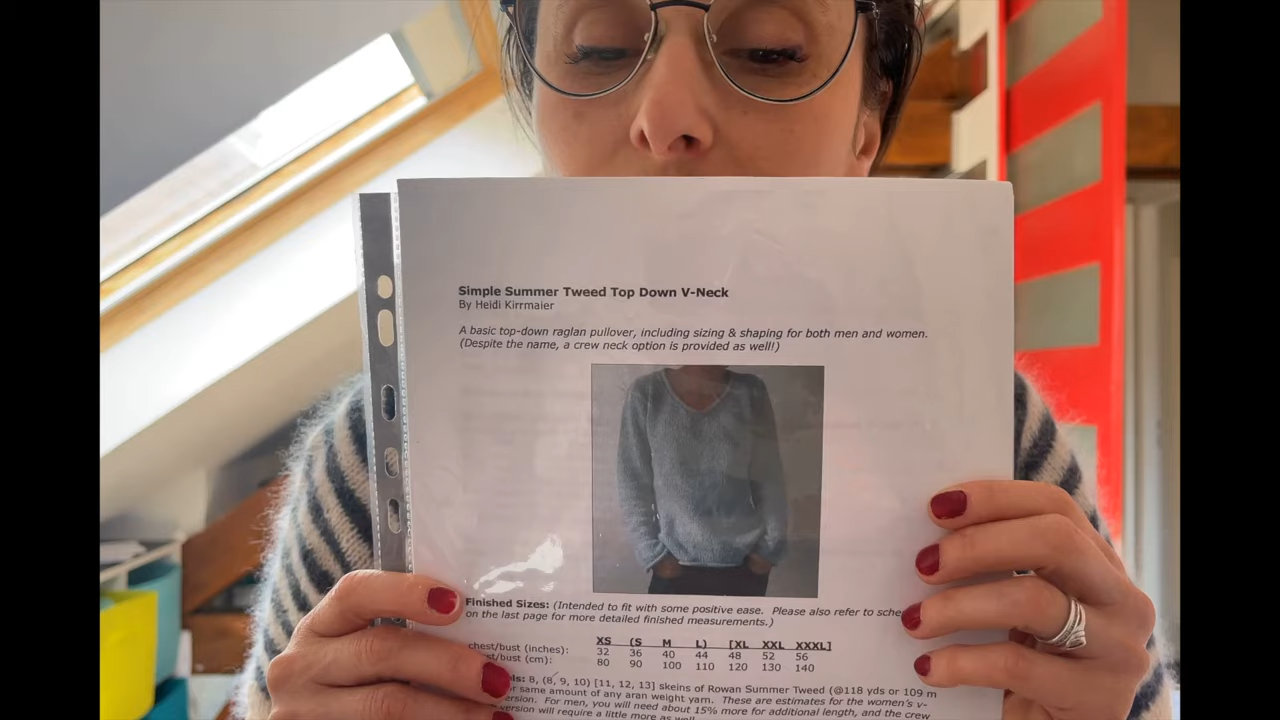 Simple Summer Tweed Top Down V-Neck
By Heidi Kirrmaier
A basic top-down raglan pullover, including sizing & shaping for both men and women.
(Despite the name, a crew neck option is provided as well!)
Finished Sizes: (Intended to fit with some positive ease. Please also refer to sche
on the last page for more detailed finished measurements.)
XS (S M L) [XL XXL XXXL]
chest/bust (inches): 32 36 40 44 48 52 56
st/bust (cm): 80 90 100 110 120 130 140
ls: 8, (8, 9, 10) [11, 12, 13] skeins of Rowan Summer Tweed (@118 yds or 109 m
or same amount of any aran weight yarn. These are estimates for the women's v-
ersion. For men, you will need about 15% more for additional length, and the crew
version will require a little more as well